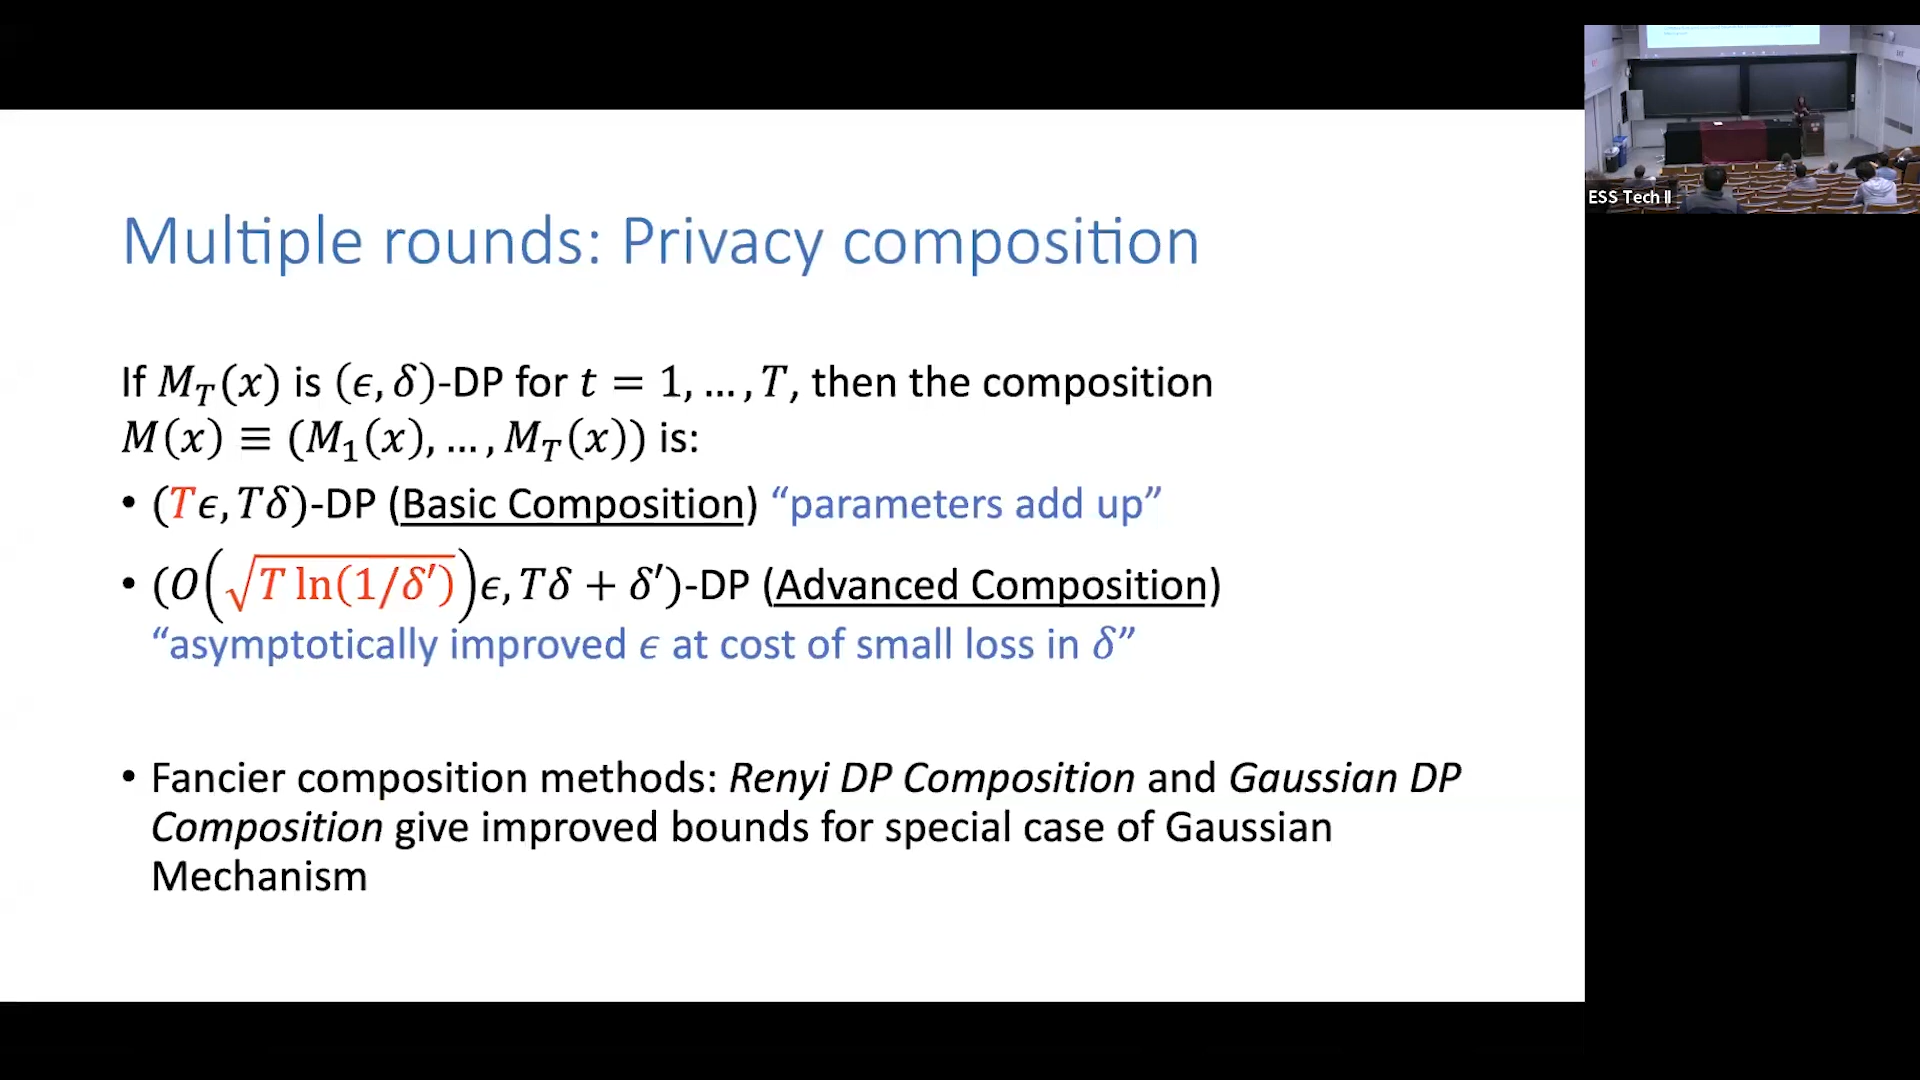 Multiple rounds: Privacy composition
If M_T(x) is (ϵ, δ)-DP for t = 1, … , T, then the composition
M(x) ≡ (M_1(x), … , M_T(x)) is:
• (Tϵ, Tδ)-DP (Basic Composition) “parameters add up”
• (O(√(T ln(1/δ′)))ϵ, Tδ + δ′)-DP (Advanced Composition)
“asymptotically improved ϵ at cost of small loss in δ”
• Fancier composition methods: Renyi DP Composition and Gaussian DP
Composition give improved bounds for special case of Gaussian
Mechanism
ESS Tech II